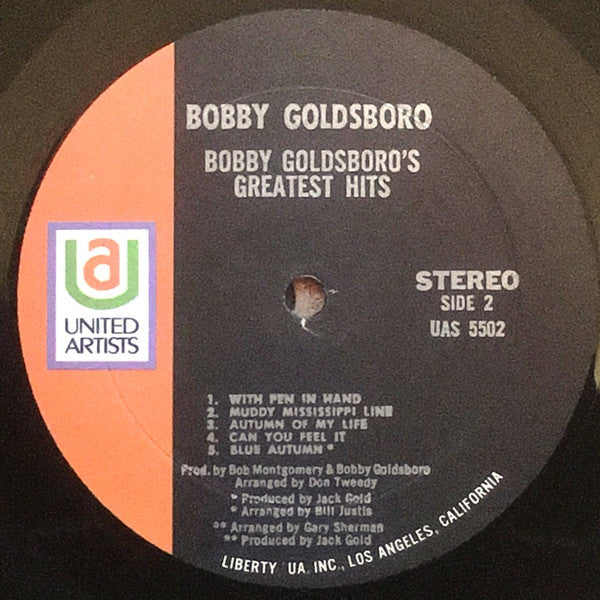 BOBBY GOLDSBORO
BOBBY GOLDSBORO'S
GREATEST HITS
ua
UNITED
ARTISTS
STEREO
SIDE 2
UAS 5502
1. WITH PEN IN HAND
2. MUDDY MISSISSIPPI LINE
3. AUTUMN OF MY LIFE
4. CAN YOU FEEL IT
5. BLUE AUTUMN *
Prod. by Bob Montgomery & Bobby Goldsboro
Arranged by Don Tweedy
* Produced by Jack Gold
* Arranged by Bill Justis
** Arranged by Gary Sherman
** Produced by Jack Gold
LIBERTY UA, INC., LOS ANGELES, CALIFORNIA